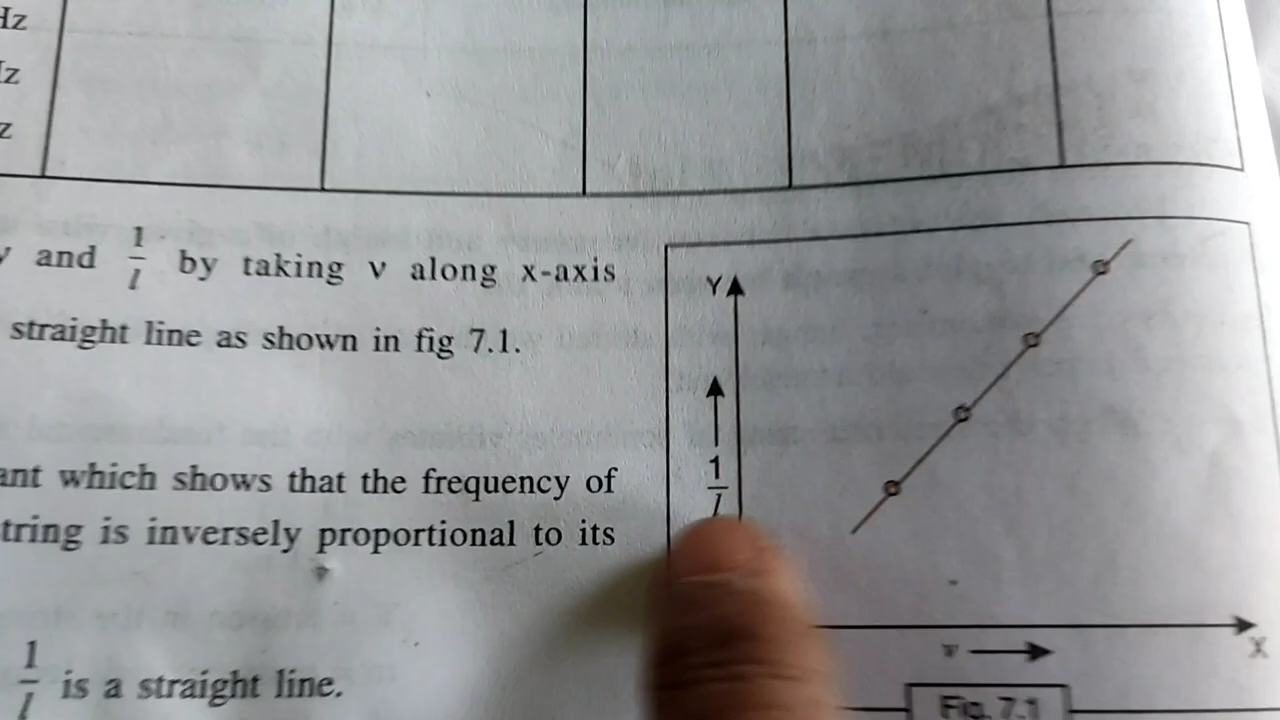 Hz
Hz
z
ν and 1/l by taking ν along x-axis
straight line as shown in fig 7.1.
ant which shows that the frequency of
tring is inversely proportional to its
1/l is a straight line.
Y
1/l
ν
X
Fig. 7.1